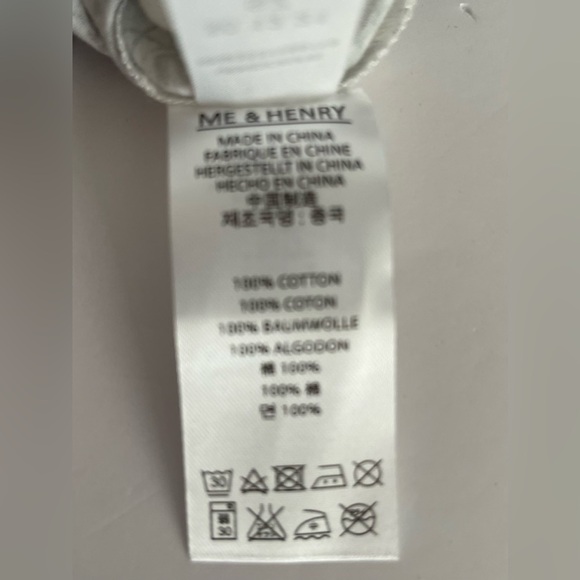 ME & HENRY
MADE IN CHINA
FABRIQUE EN CHINE
HERGESTELLT IN CHINA
HECHO EN CHINA
中国制造
제조국명 : 중국
100% COTTON
100% COTON
100% BAUMWOLLE
100% ALGODON
棉 100%
100% 棉
면 100%
30
30